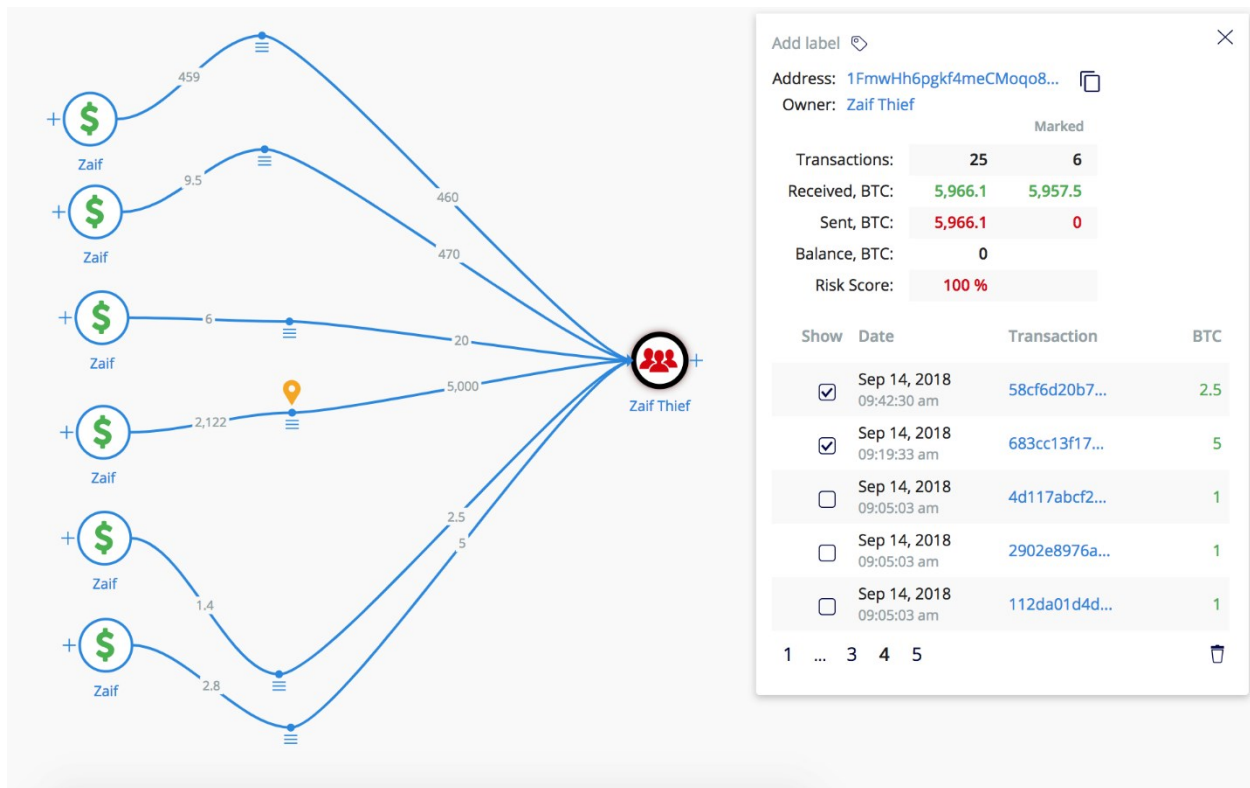 459
Zaif
9.5
460
Zaif
470
6
20
Zaif
5,000
2,122
Zaif Thief
Zaif
2.5
5
1.4
Zaif
2.8
Zaif
Add label
Address: 1FmwHh6pgkf4meCMoqo8...
Owner: Zaif Thief
Marked
Transactions: 25 6
Received, BTC: 5,966.1 5,957.5
Sent, BTC: 5,966.1 0
Balance, BTC: 0
Risk Score: 100 %
Show Date Transaction BTC
Sep 14, 2018
09:42:30 am 58cf6d20b7... 2.5
Sep 14, 2018
09:19:33 am 683cc13f17... 5
Sep 14, 2018
09:05:03 am 4d117abcf2... 1
Sep 14, 2018
09:05:03 am 2902e8976a... 1
Sep 14, 2018
09:05:03 am 112da01d4d... 1
1 ... 3 4 5